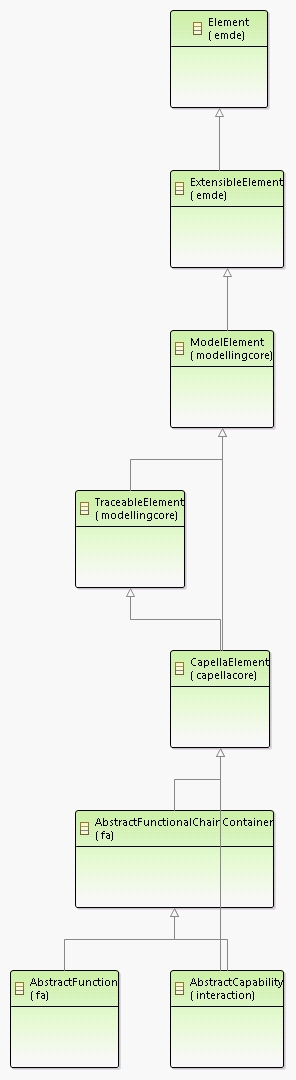 Element
( emde)
ExtensibleElement
( emde)
ModelElement
( modellingcore)
TraceableElement
( modellingcore)
CapellaElement
( capellacore)
AbstractFunctionalChainContainer
( fa)
AbstractFunction
( fa)
AbstractCapability
( interaction)